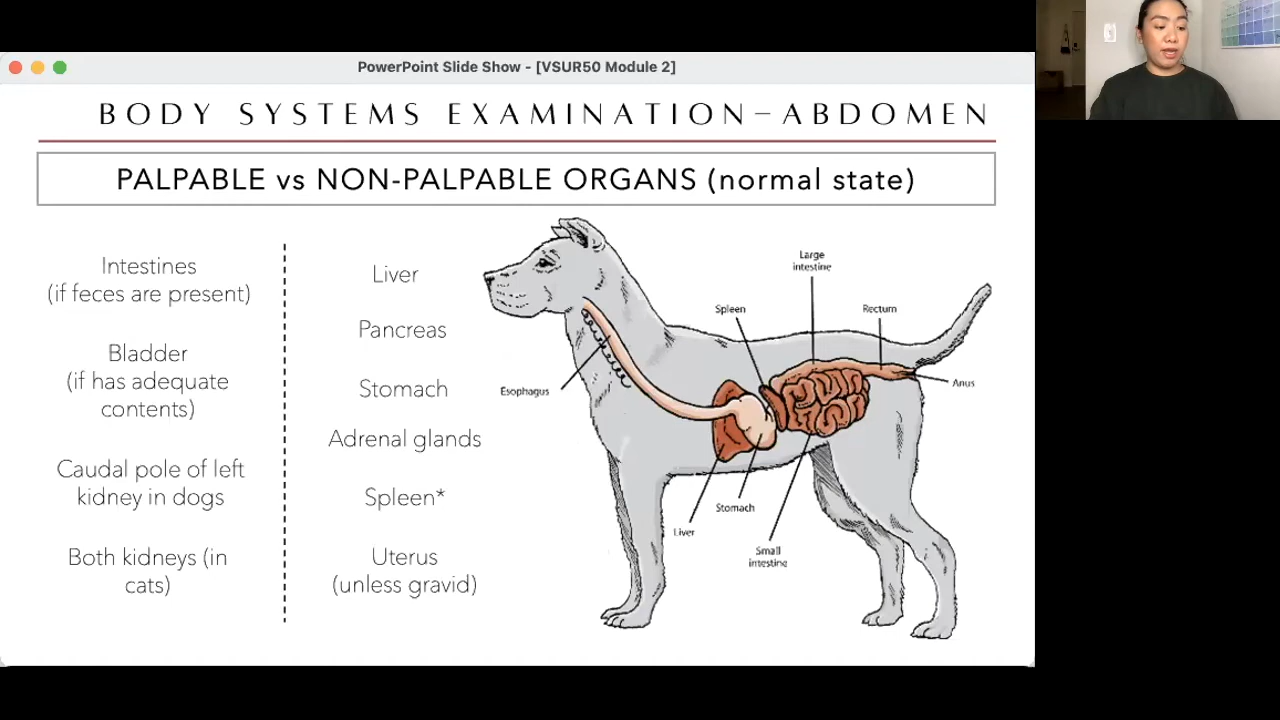 PowerPoint Slide Show - [VSUR50 Module 2]
BODY SYSTEMS EXAMINATION–ABDOMEN
PALPABLE vs NON-PALPABLE ORGANS (normal state)
Intestines
(if feces are present)
Bladder
(if has adequate
contents)
Caudal pole of left
kidney in dogs
Both kidneys (in
cats)
Liver
Pancreas
Stomach
Adrenal glands
Spleen*
Uterus
(unless gravid)
Large
intestine
Spleen
Rectum
Esophagus
Anus
Stomach
Liver
Small
intestine